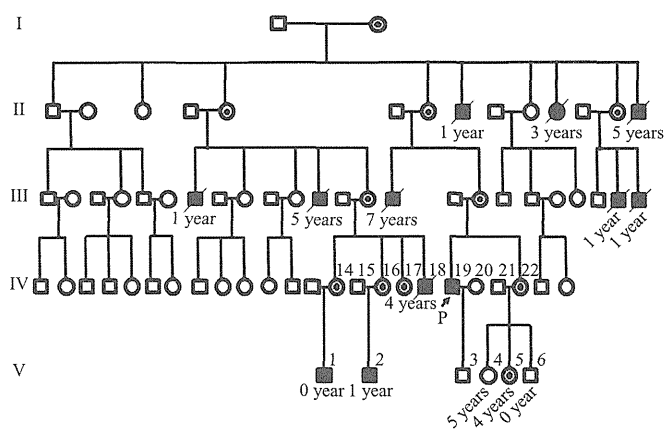 I
II
1 year 3 years 5 years
III
1 year 5 years 7 years 1 year 1 year
14 15 16 17 18 19 20 21 22
IV
4 years P
1 2 3 4 5 6
V
0 year 1 year 5 years 4 years 0 year